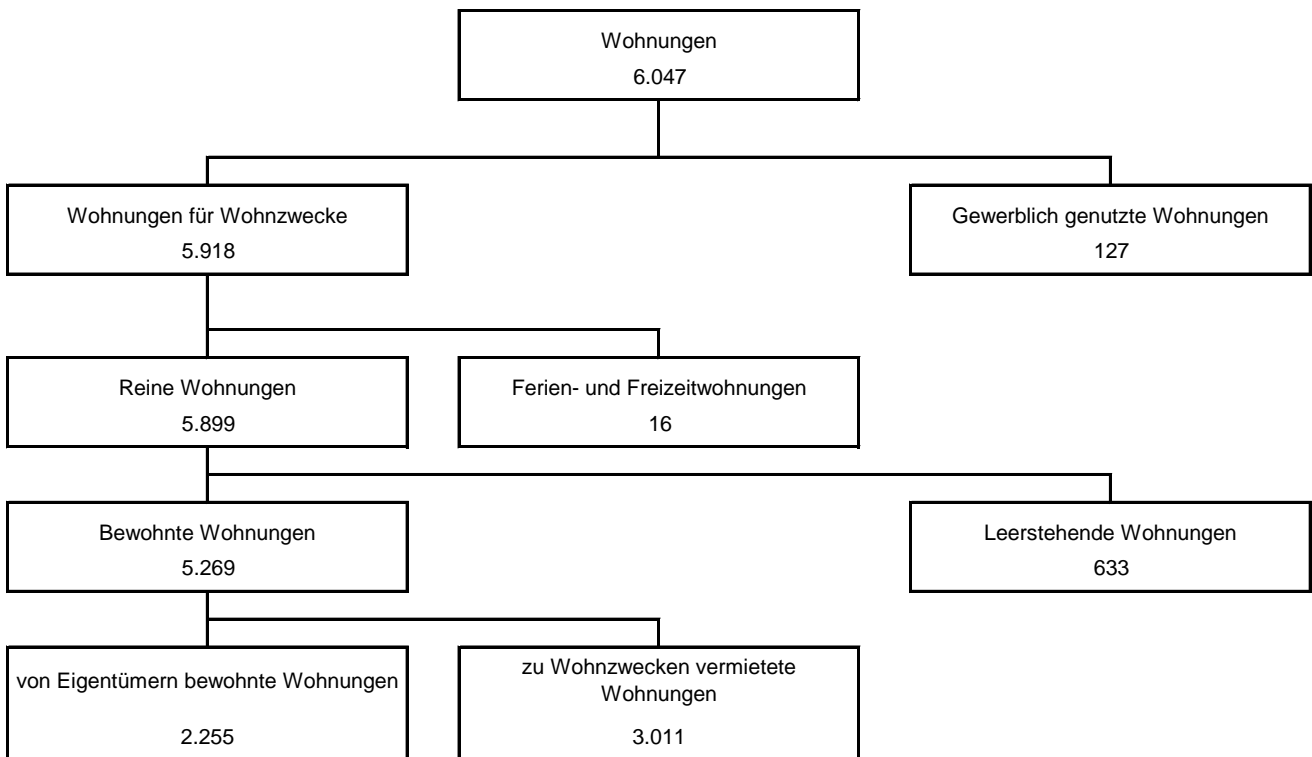 Wohnungen
6.047
Wohnungen für Wohnzwecke
5.918
Gewerblich genutzte Wohnungen
127
Reine Wohnungen
5.899
Ferien- und Freizeitwohnungen
16
Bewohnte Wohnungen
5.269
Leerstehende Wohnungen
633
von Eigentümern bewohnte Wohnungen
2.255
zu Wohnzwecken vermietete
Wohnungen
3.011